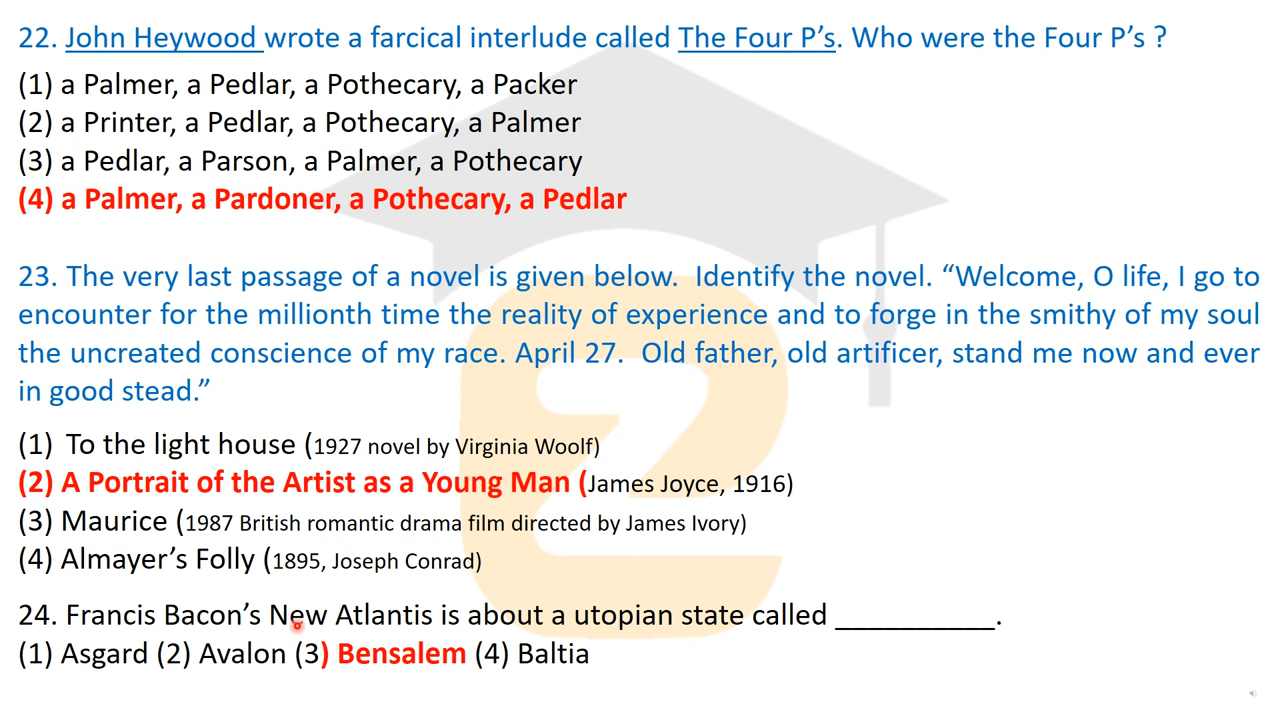 22. John Heywood wrote a farcical interlude called The Four P’s. Who were the Four P’s ?
(1) a Palmer, a Pedlar, a Pothecary, a Packer
(2) a Printer, a Pedlar, a Pothecary, a Palmer
(3) a Pedlar, a Parson, a Palmer, a Pothecary
(4) a Palmer, a Pardoner, a Pothecary, a Pedlar
23. The very last passage of a novel is given below. Identify the novel. “Welcome, O life, I go to
encounter for the millionth time the reality of experience and to forge in the smithy of my soul
the uncreated conscience of my race. April 27. Old father, old artificer, stand me now and ever
in good stead.”
(1) To the light house (1927 novel by Virginia Woolf)
(2) A Portrait of the Artist as a Young Man (James Joyce, 1916)
(3) Maurice (1987 British romantic drama film directed by James Ivory)
(4) Almayer’s Folly (1895, Joseph Conrad)
24. Francis Bacon’s New Atlantis is about a utopian state called __________.
(1) Asgard (2) Avalon (3) Bensalem (4) Baltia